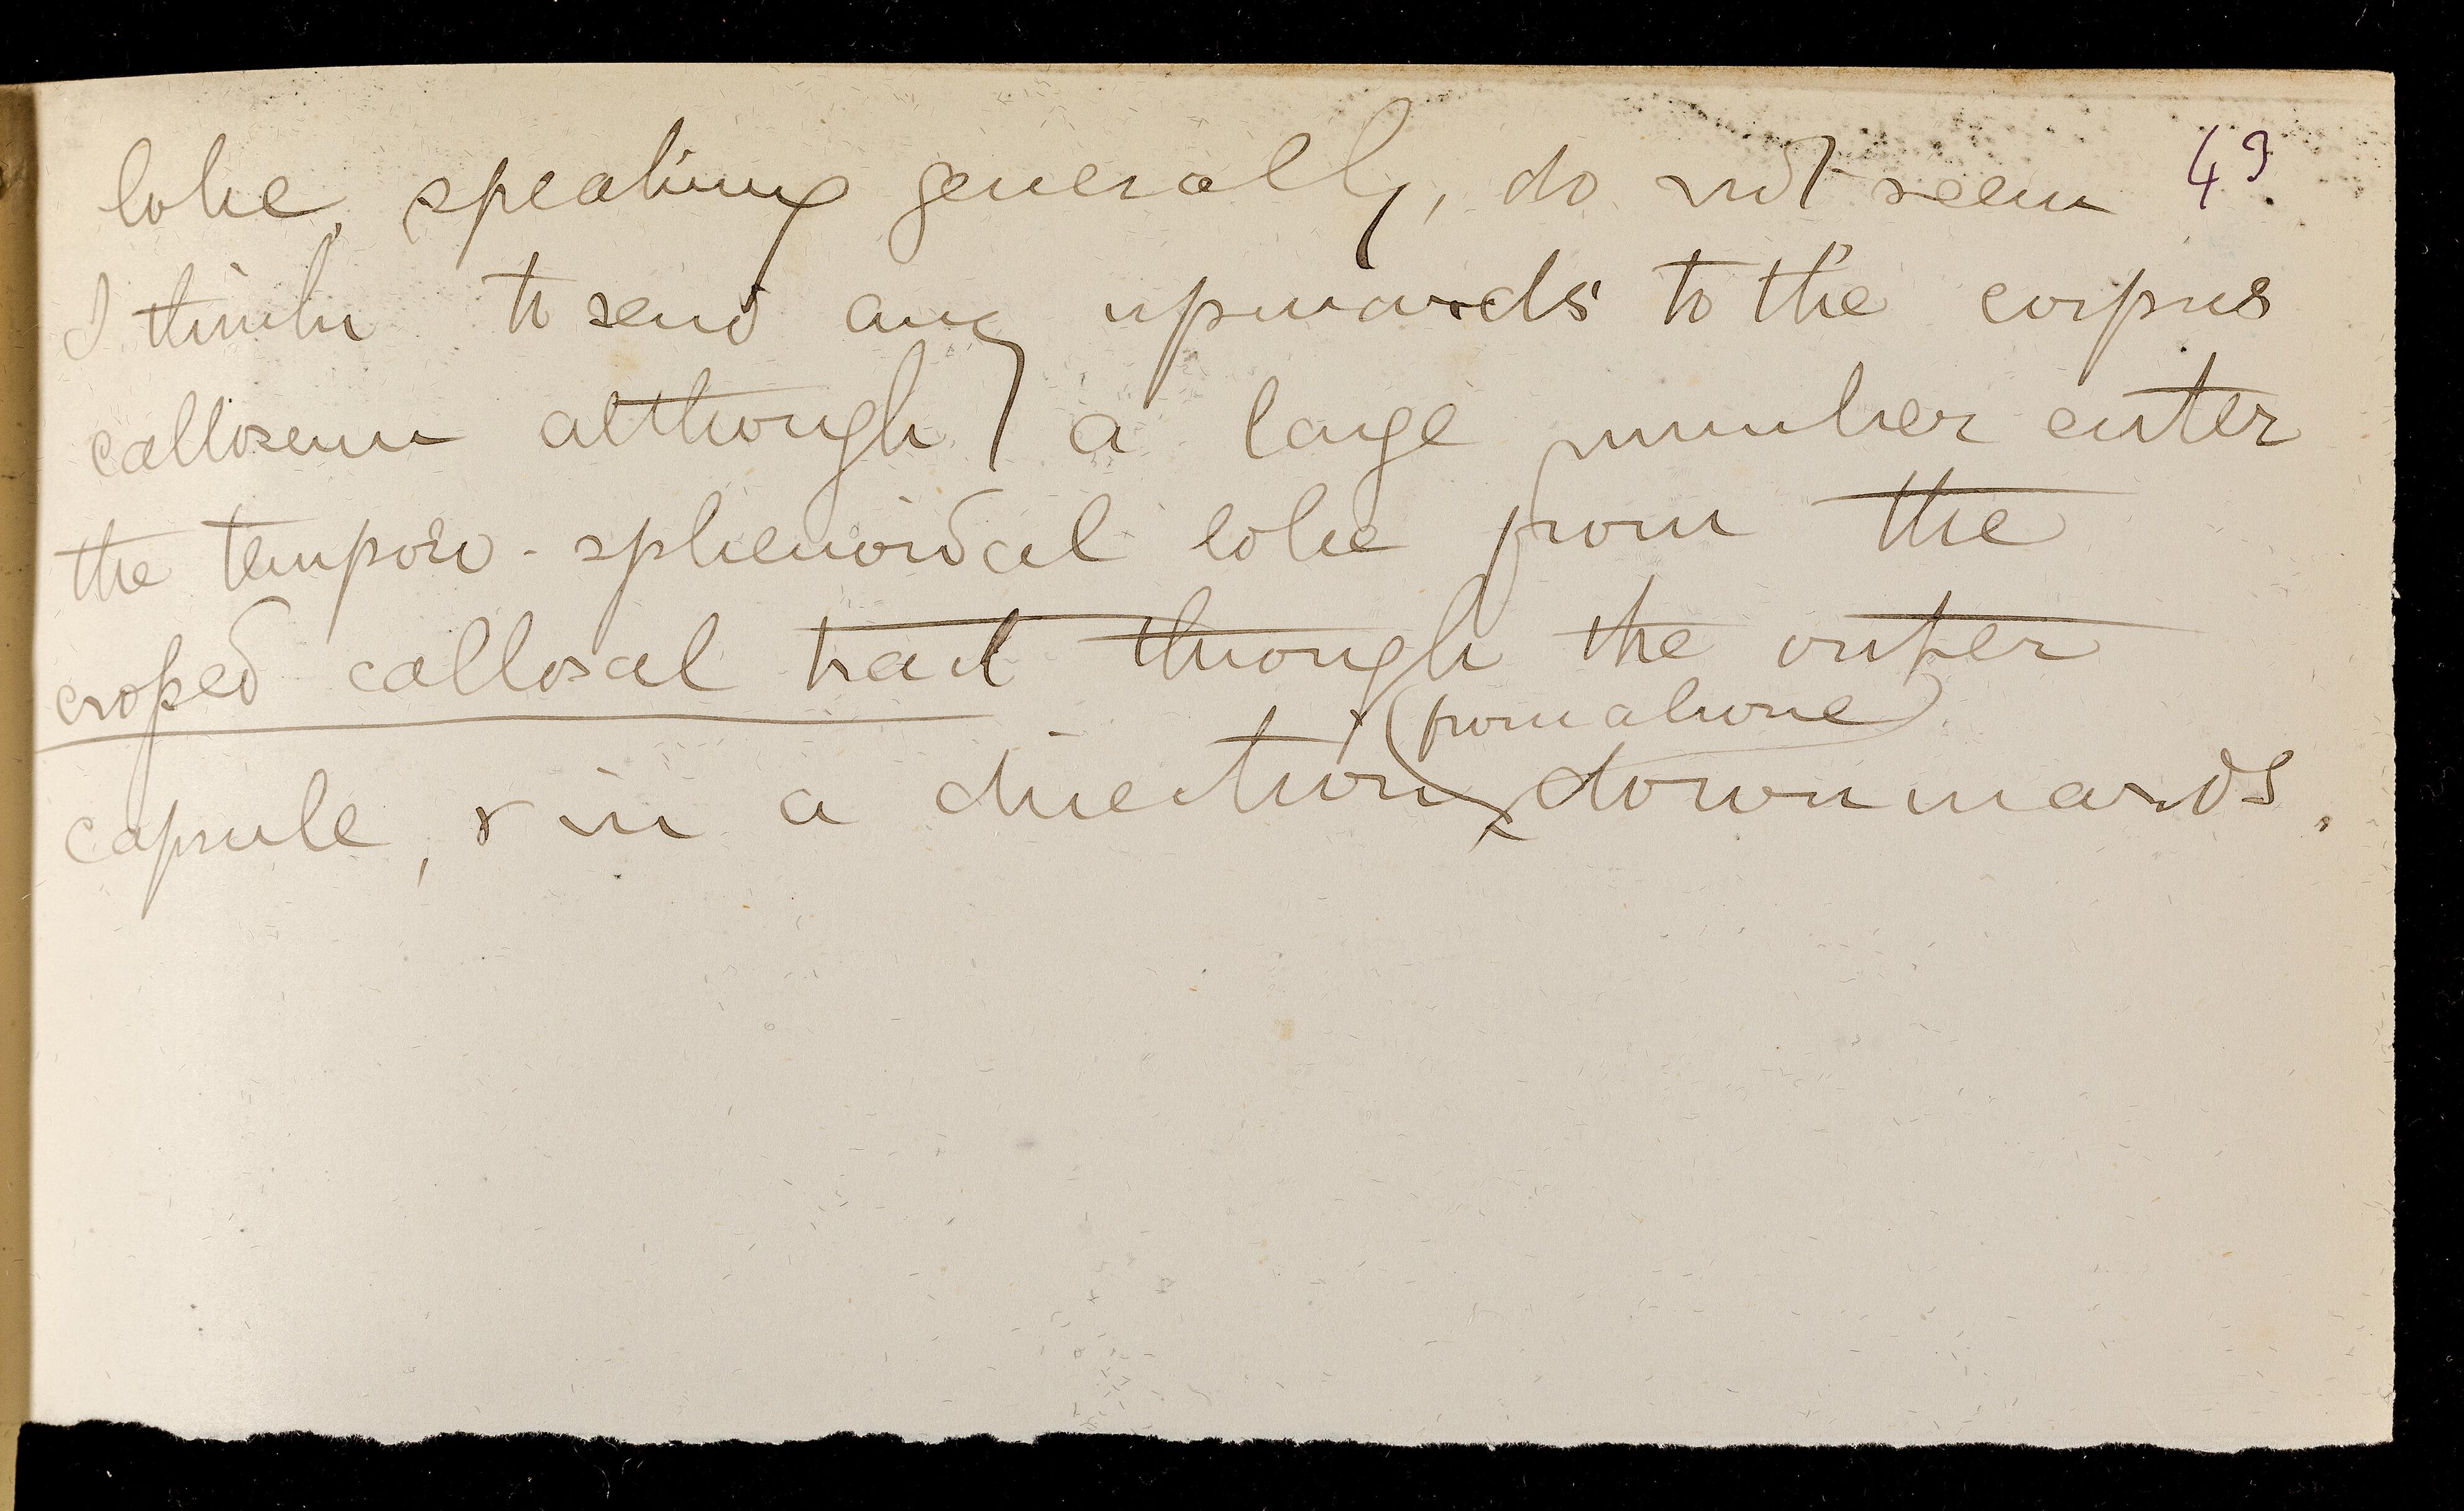 lobe, speaking generally, do not seem 49.
I think to send any upwards to the corpus
callosum although a large number enter
the temporo-sphenoidal lobe from the
crossed callosal tract through the outer
(from above)
capsule, & in a direction downwards.